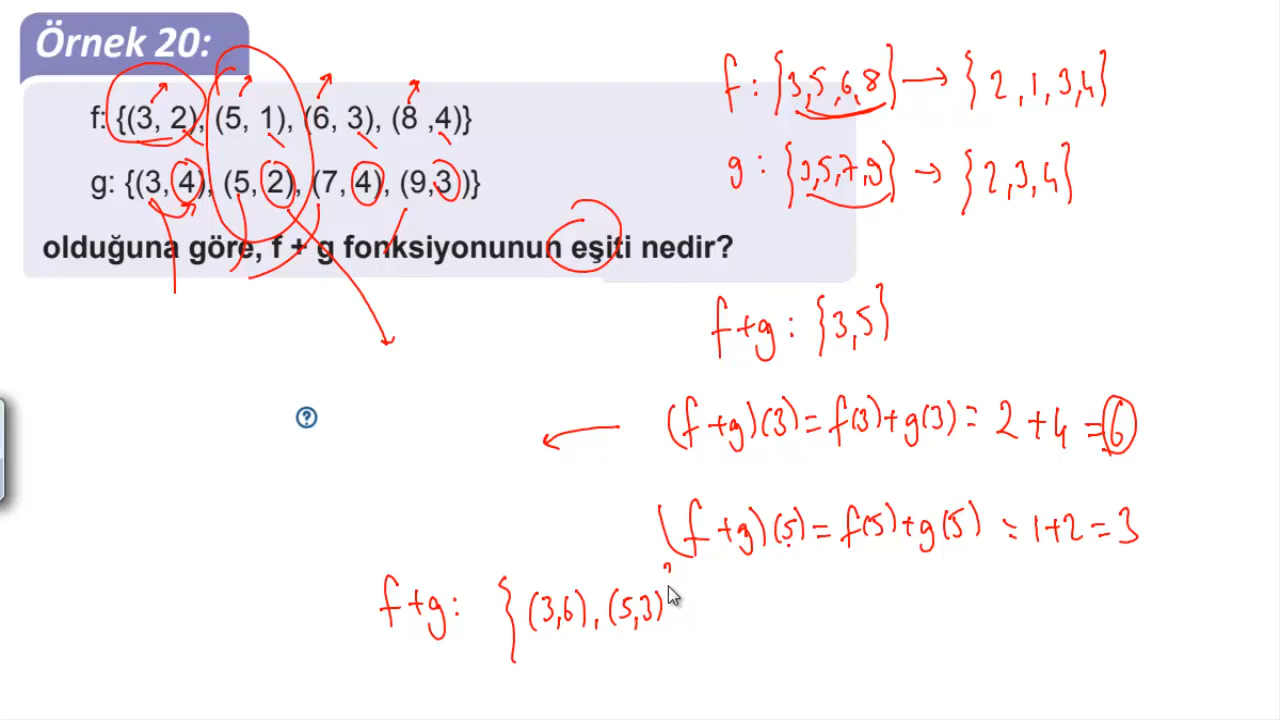 Örnek 20:
f: {(3, 2), (5, 1), (6, 3), (8 ,4)}
g: {(3, 4), (5, 2), (7, 4), (9,3 )}
olduğuna göre, f + g fonksiyonunun eşiti nedir?
f : {3,5,6,8} → {2,1,3,4}
g : {3,5,7,9} → {2,3,4}
f+g : {3,5}
(f+g)(3) = f(3)+g(3) = 2+4 = 6
(f+g)(5) = f(5)+g(5) = 1+2 = 3
f+g : {(3,6), (5,3)